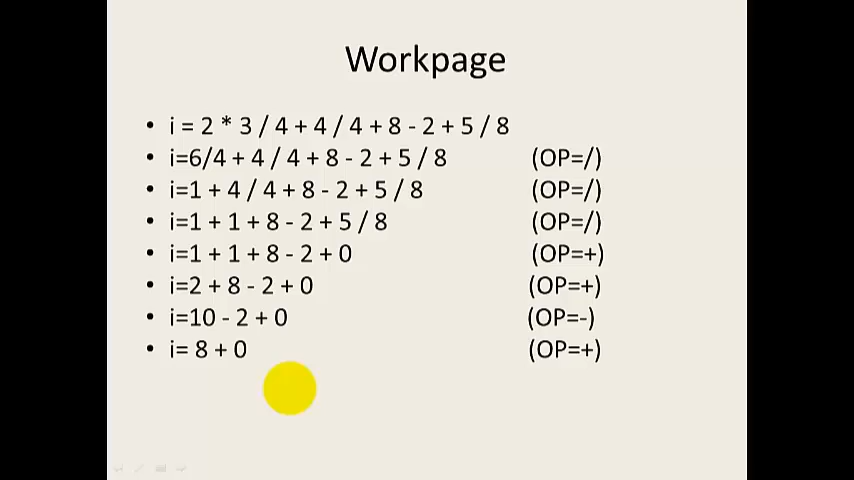 Workpage
• i = 2 * 3 / 4 + 4 / 4 + 8 - 2 + 5 / 8
• i=6/4 + 4 / 4 + 8 - 2 + 5 / 8 (OP=/)
• i=1 + 4 / 4 + 8 - 2 + 5 / 8 (OP=/)
• i=1 + 1 + 8 - 2 + 5 / 8 (OP=/)
• i=1 + 1 + 8 - 2 + 0 (OP=+)
• i=2 + 8 - 2 + 0 (OP=+)
• i=10 - 2 + 0 (OP=-)
• i= 8 + 0 (OP=+)